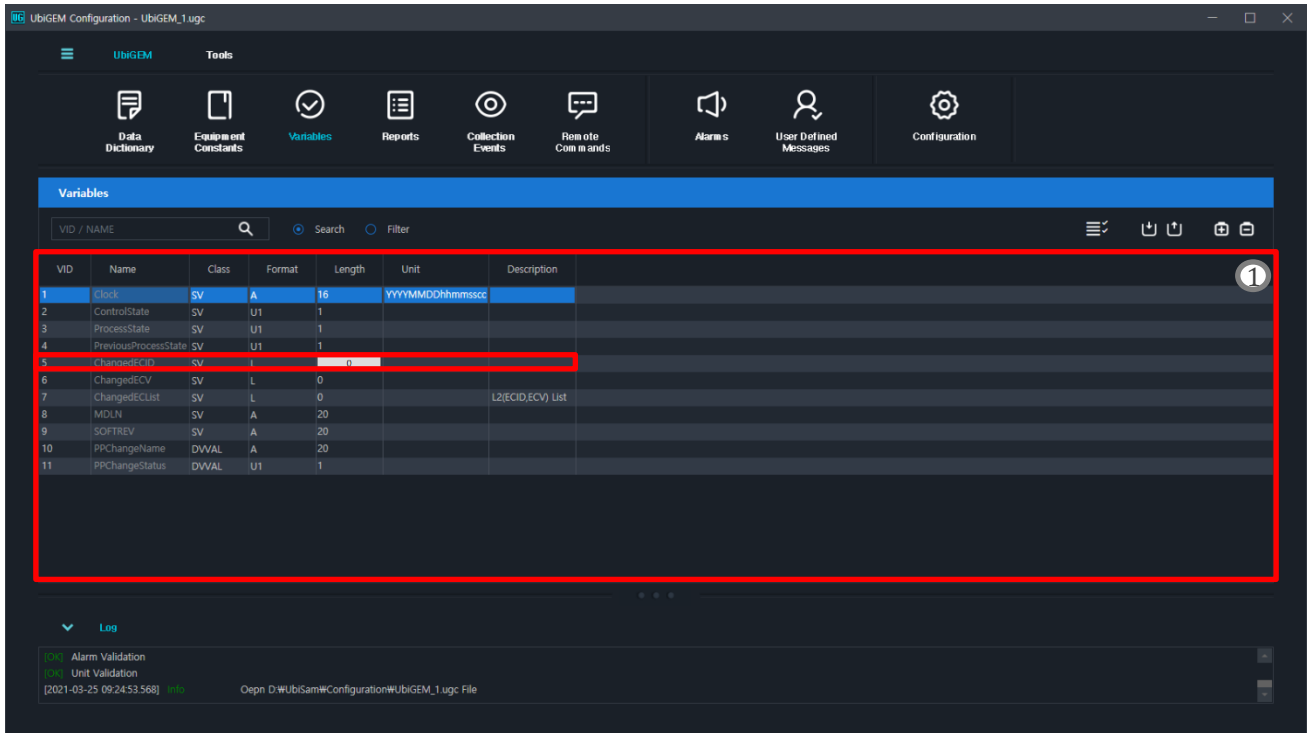 UG UbiGEM Configuration - UbiGEM_1.ugc
UbiGEM Tools
Data Dictionary Equipment Constants Variables Reports Collection Events Remote Commands Alarms User Defined Messages Configuration
Variables
VID / NAME Search Filter
VID Name Class Format Length Unit Description ①
1 Clock SV A 16 YYYYMMDDhhmmsscc
2 ControlState SV U1 1
3 ProcessState SV U1 1
4 PreviousProcessState SV U1 1
5 ChangedECID SV L 0
6 ChangedECV SV L 0
7 ChangedECList SV L 0 L2(ECID,ECV) List
8 MDLN SV A 20
9 SOFTREV SV A 20
10 PPChangeName DVVAL A 20
11 PPChangeStatus DVVAL U1 1
Log
[OK] Alarm Validation
[OK] Unit Validation
[2021-03-25 09:24:53.568] Info Oepn D:₩UbiSam₩Configuration₩UbiGEM_1.ugc File